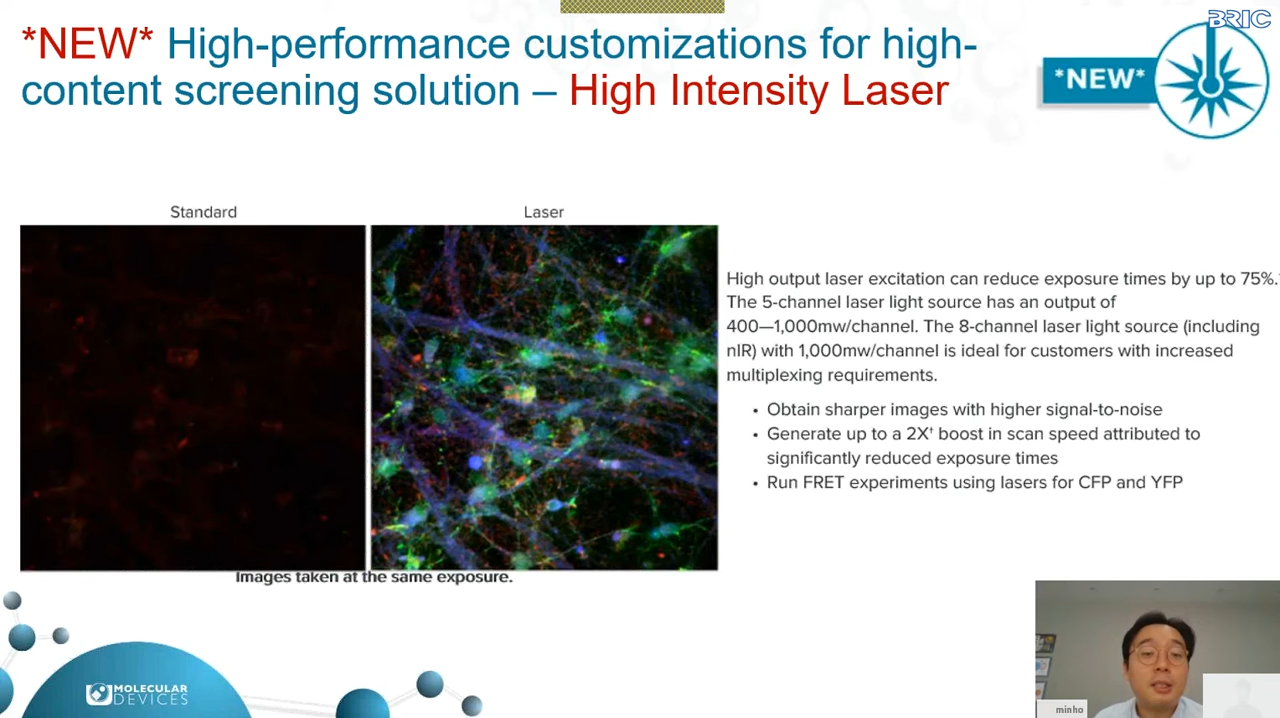 BRIC
*NEW* High-performance customizations for high-
content screening solution – High Intensity Laser
*NEW*
Standard
Laser
High output laser excitation can reduce exposure times by up to 75%.
The 5-channel laser light source has an output of
400—1,000mw/channel. The 8-channel laser light source (including
nIR) with 1,000mw/channel is ideal for customers with increased
multiplexing requirements.
• Obtain sharper images with higher signal-to-noise
• Generate up to a 2X† boost in scan speed attributed to
significantly reduced exposure times
• Run FRET experiments using lasers for CFP and YFP
Images taken at the same exposure.
MOLECULAR
DEVICES
minho